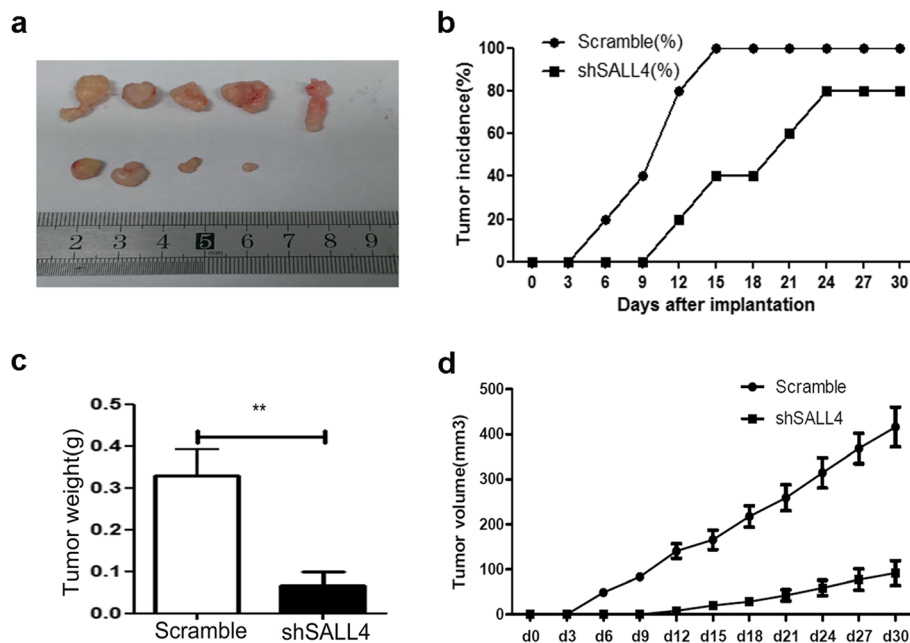 a
2 3 4 5 6 7 8 9
mm
b
Scramble(%)
shSALL4(%)
Tumor incidence(%)
100
80
60
40
20
0
0 3 6 9 12 15 18 21 24 27 30
Days after implantation
c
**
Tumor weight(g)
0.5
0.4
0.3
0.2
0.1
0.0
Scramble shSALL4
d
Scramble
shSALL4
Tumor volume(mm3)
500
400
300
200
100
0
d0 d3 d6 d9 d12 d15 d18 d21 d24 d27 d30